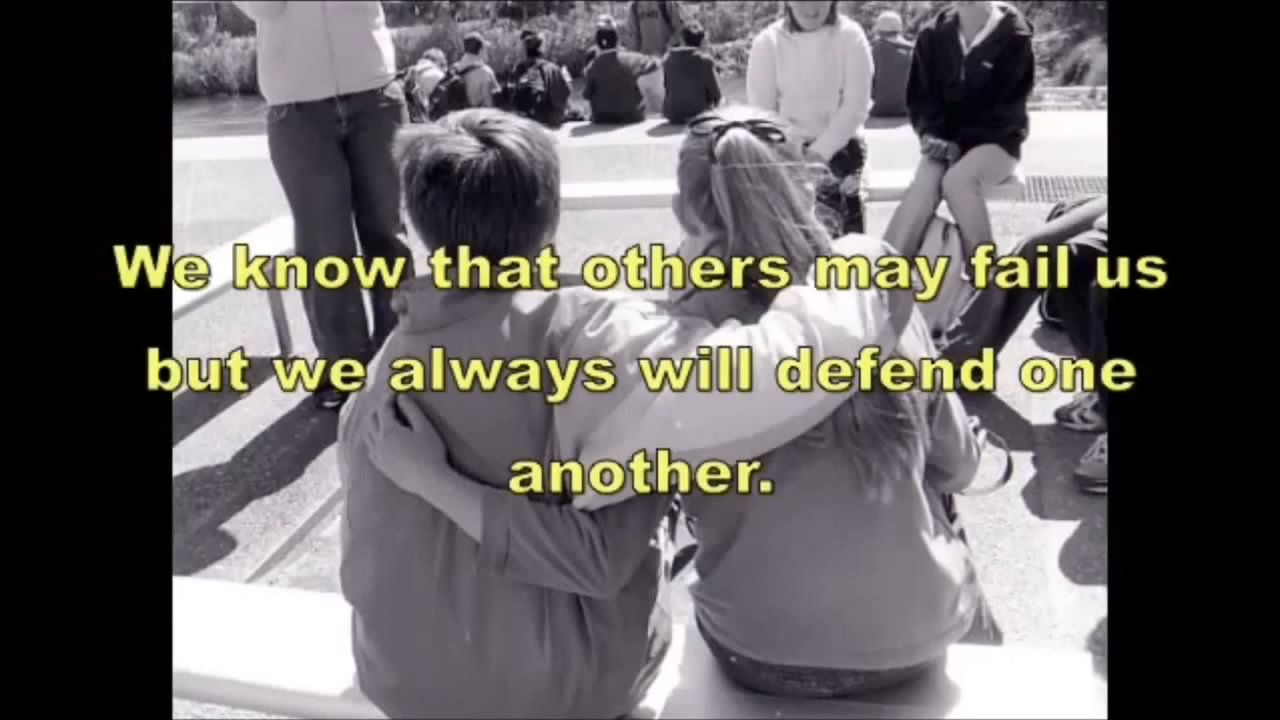 We know that others may fail us
but we always will defend one
another.